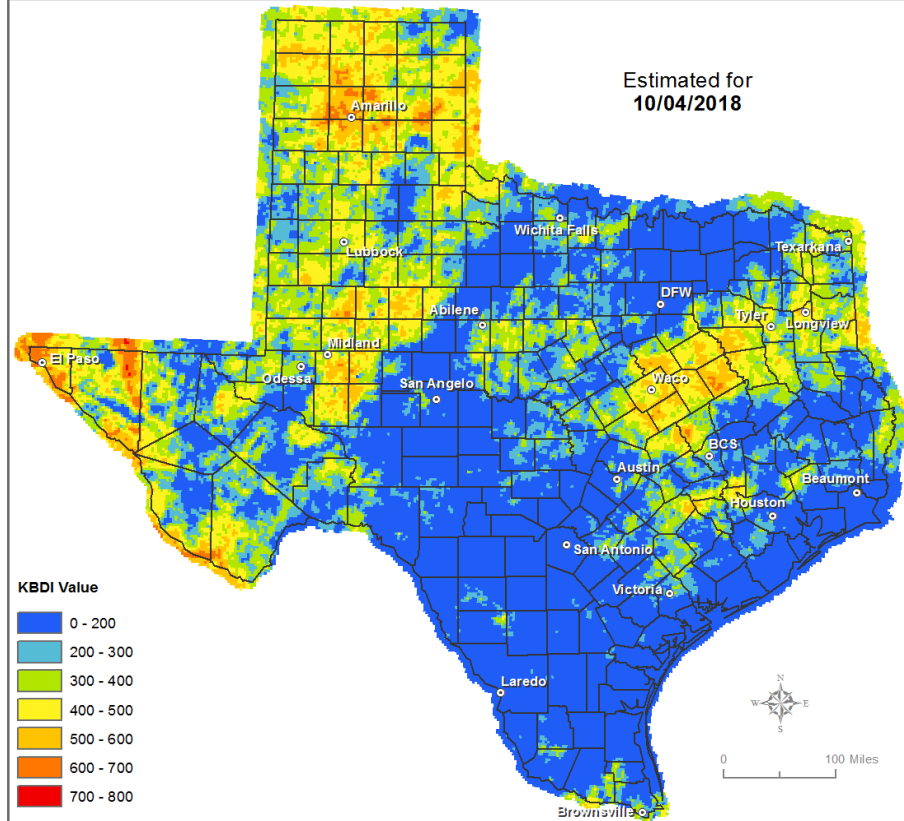 Estimated for
10/04/2018
Amarillo
Wichita Falls
Texarkana
Lubbock
DFW
Abilene
Tyler
Longview
El Paso
Midland
Odessa
San Angelo
Waco
BCS
Austin
Beaumont
Houston
San Antonio
Victoria
KBDI Value
0 - 200
200 - 300
300 - 400
400 - 500
500 - 600
600 - 700
700 - 800
Laredo
N
W E
S
0 100 Miles
Brownsville